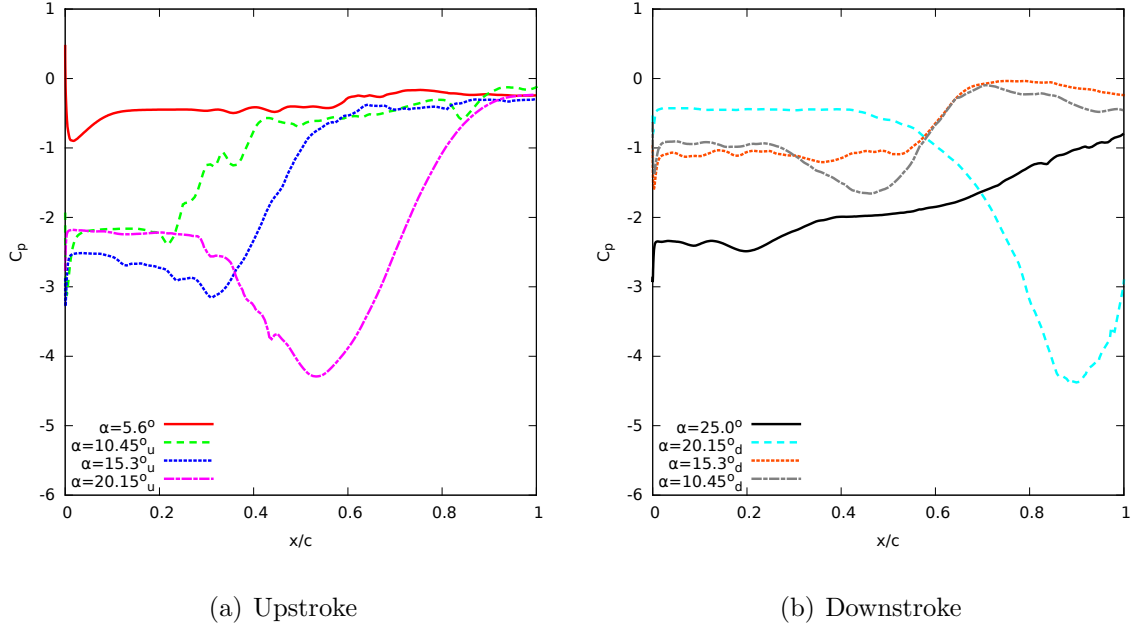 1
0
-1
-2
-3
-4
-5
-6
C_p
0
0.2
0.4
0.6
0.8
1
x/c
α=5.6°
α=10.45°_u
α=15.3°_u
α=20.15°_u
(a) Upstroke
1
0
-1
-2
-3
-4
-5
-6
C_p
0
0.2
0.4
0.6
0.8
1
x/c
α=25.0°
α=20.15°_d
α=15.3°_d
α=10.45°_d
(b) Downstroke